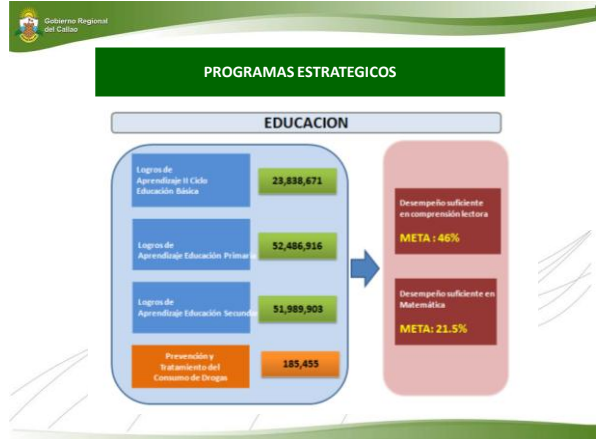 Gobierno Regional
del Callao
PROGRAMAS ESTRATEGICOS
EDUCACION
Logros de
Aprendizaje II Ciclo
Educación Básica
23,838,671
Logros de
Aprendizaje Educación Primaria
52,486,916
Logros de
Aprendizaje Educación Secundar
51,989,903
Prevención y
Tratamiento del
Consumo de Drogas
185,455
Desempeño suficiente
en comprensión lectora
META : 46%
Desempeño suficiente en
Matemática
META: 21.5%